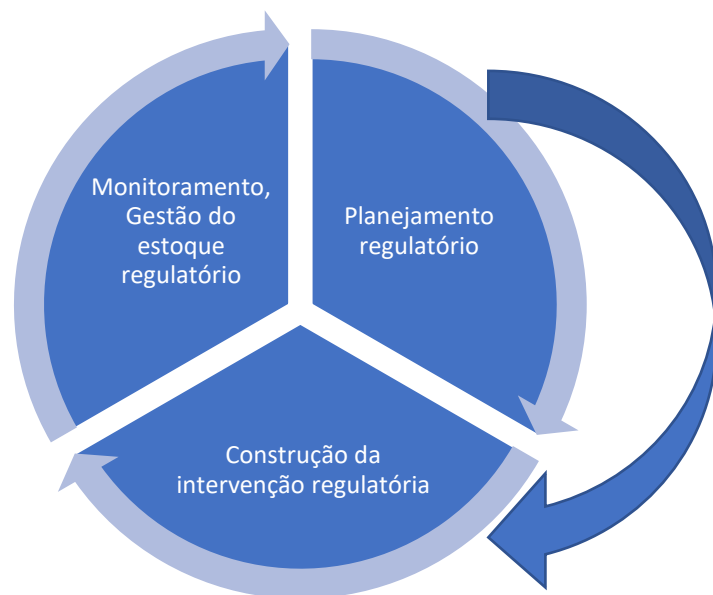 Monitoramento,
Gestão do
estoque
regulatório
Planejamento
regulatório
Construção da
intervenção regulatória